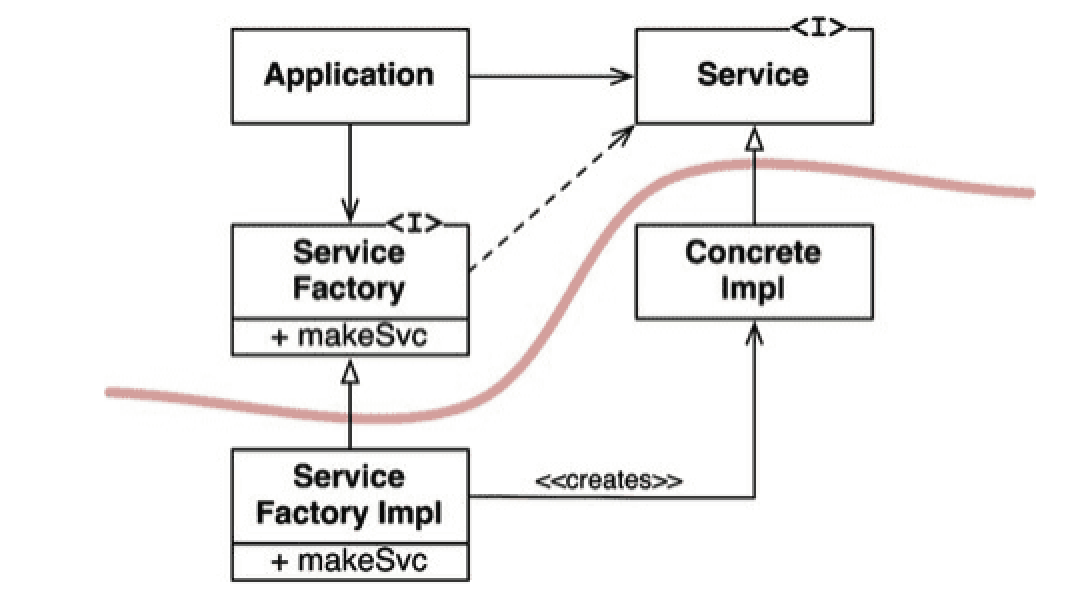 <I>
Application
Service
<I>
Service
Factory
+ makeSvc
Concrete
Impl
Service
Factory Impl
+ makeSvc
<<creates>>